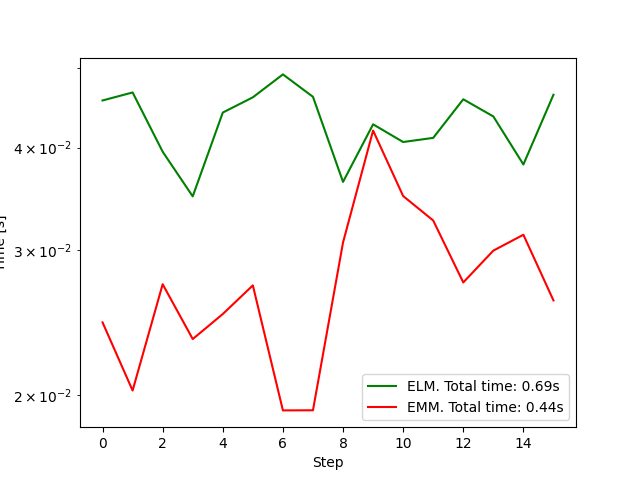 4 × 10⁻²
3 × 10⁻²
2 × 10⁻²
Time [s]
0 2 4 6 8 10 12 14
Step
ELM. Total time: 0.69s
EMM. Total time: 0.44s